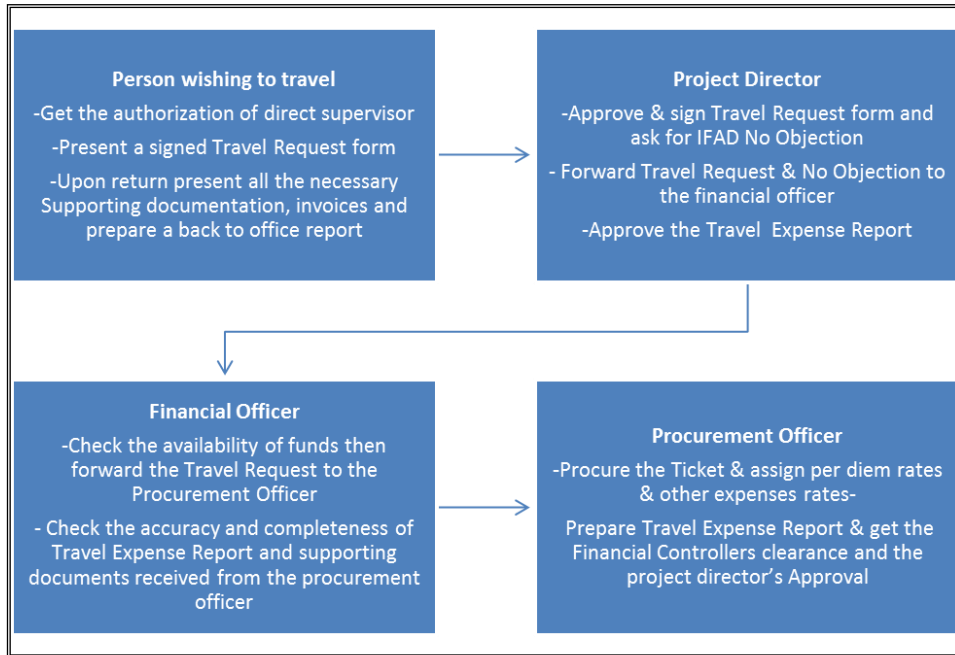 Person wishing to travel
-Get the authorization of direct supervisor
-Present a signed Travel Request form
-Upon return present all the necessary
Supporting documentation, invoices and
prepare a back to office report
Project Director
-Approve & sign Travel Request form and
ask for IFAD No Objection
- Forward Travel Request & No Objection to
the financial officer
-Approve the Travel  Expense Report
Financial Officer
-Check the availability of funds then
forward the Travel Request to the
Procurement Officer
- Check the accuracy and completeness of
Travel Expense Report and supporting
documents received from the procurement
officer
Procurement Officer
-Procure the Ticket & assign per diem rates
& other expenses rates-
Prepare Travel Expense Report & get the
Financial Controllers clearance and the
project director’s Approval